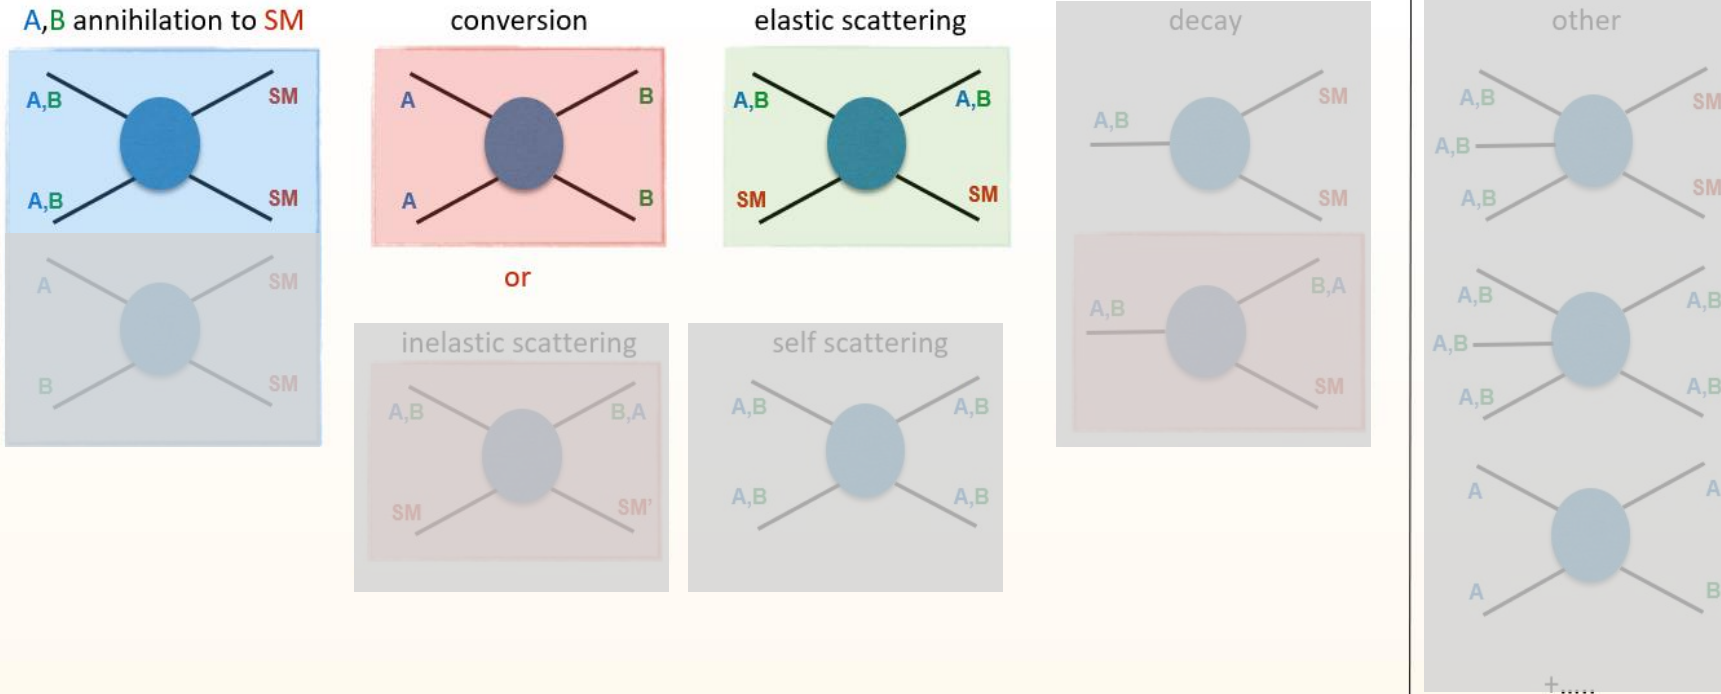 A,B annihilation to SM
conversion
elastic scattering
decay
other
A,B
SM
A,B
SM
A
B
A
B
A,B
A,B
SM
SM
A,B
SM
SM
A,B
SM
A,B
A,B
SM
or
A
SM
B
SM
inelastic scattering
A,B
B,A
SM
SM'
self scattering
A,B
A,B
A,B
A,B
A,B
B,A
SM
A,B
A,B
A,B
A,B
A,B
A
A
A
B
+.....